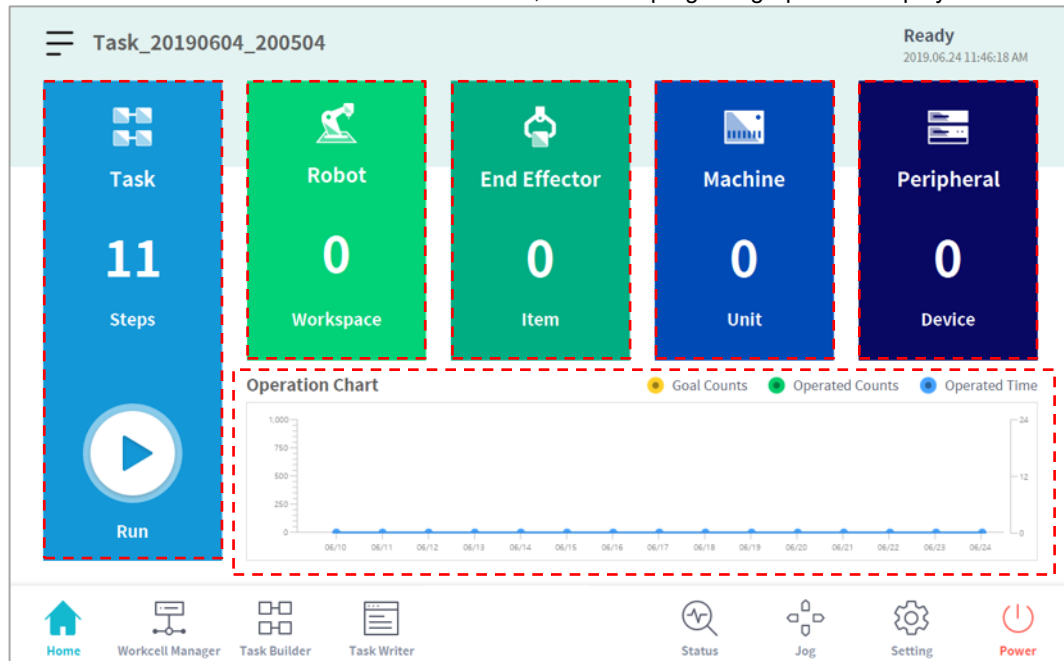 Task_20190604_200504
Ready
2019.06.24 11:46:18 AM
Task
11
Steps
Run
Robot
0
Workspace
End Effector
0
Item
Machine
0
Unit
Peripheral
0
Device
Operation Chart
Goal Counts Operated Counts Operated Time
1,000
750
500
250
0
24
12
0
06/10 06/11 06/12 06/13 06/14 06/15 06/16 06/17 06/18 06/19 06/20 06/21 06/22 06/23 06/24
Home Workcell Manager Task Builder Task Writer Status Jog Setting Power